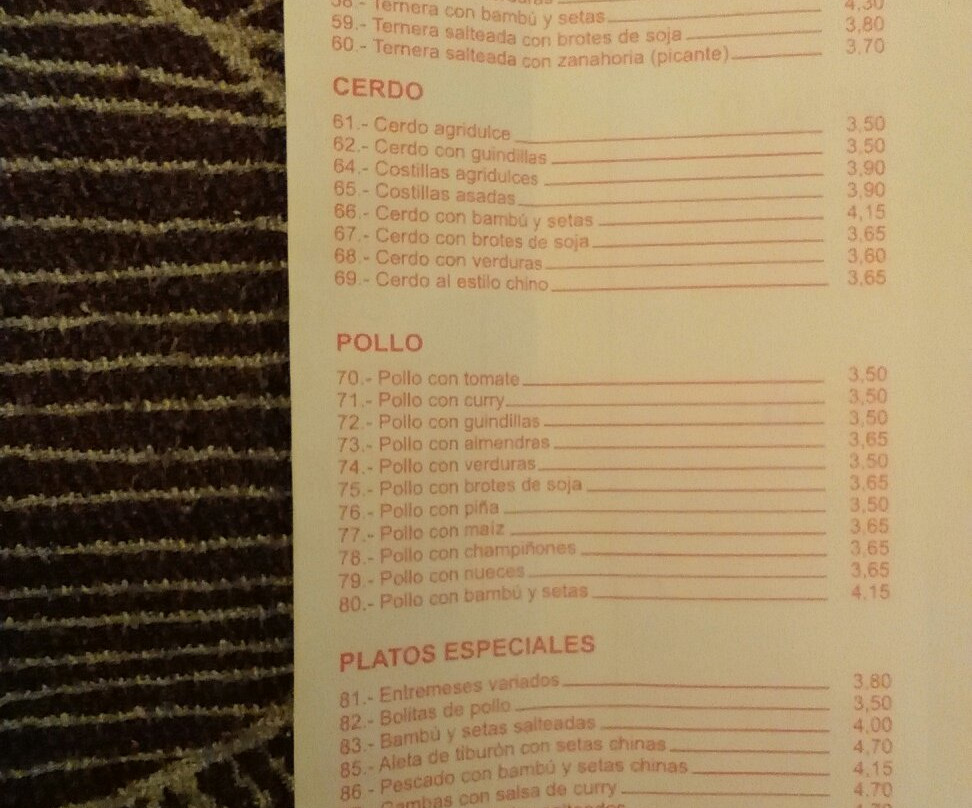 58.- Ternera con bambú y setas 4,30
59.- Ternera salteada con brotes de soja 3,80
60.- Ternera salteada con zanahoria (picante) 3,70
CERDO
61.- Cerdo agridulce 3,50
62.- Cerdo con guindillas 3,50
64.- Costillas agridulces 3,90
65.- Costillas asadas 3,90
66.- Cerdo con bambú y setas 4,15
67.- Cerdo con brotes de soja 3,65
68.- Cerdo con verduras 3,60
69.- Cerdo al estilo chino 3,65
POLLO
70.- Pollo con tomate 3,50
71.- Pollo con curry 3,50
72.- Pollo con guindillas 3,50
73.- Pollo con almendras 3,65
74.- Pollo con verduras 3,50
75.- Pollo con brotes de soja 3,65
76.- Pollo con piña 3,50
77.- Pollo con maíz 3,65
78.- Pollo con champiñones 3,65
79.- Pollo con nueces 3,65
80.- Pollo con bambú y setas 4,15
PLATOS ESPECIALES
81.- Entremeses variados 3,80
82.- Bolitas de pollo 3,50
83.- Bambú y setas salteadas 4,00
85.- Aleta de tiburón con setas chinas 4,70
86.- Pescado con bambú y setas chinas 4,15
Gambas con salsa de curry 4,70